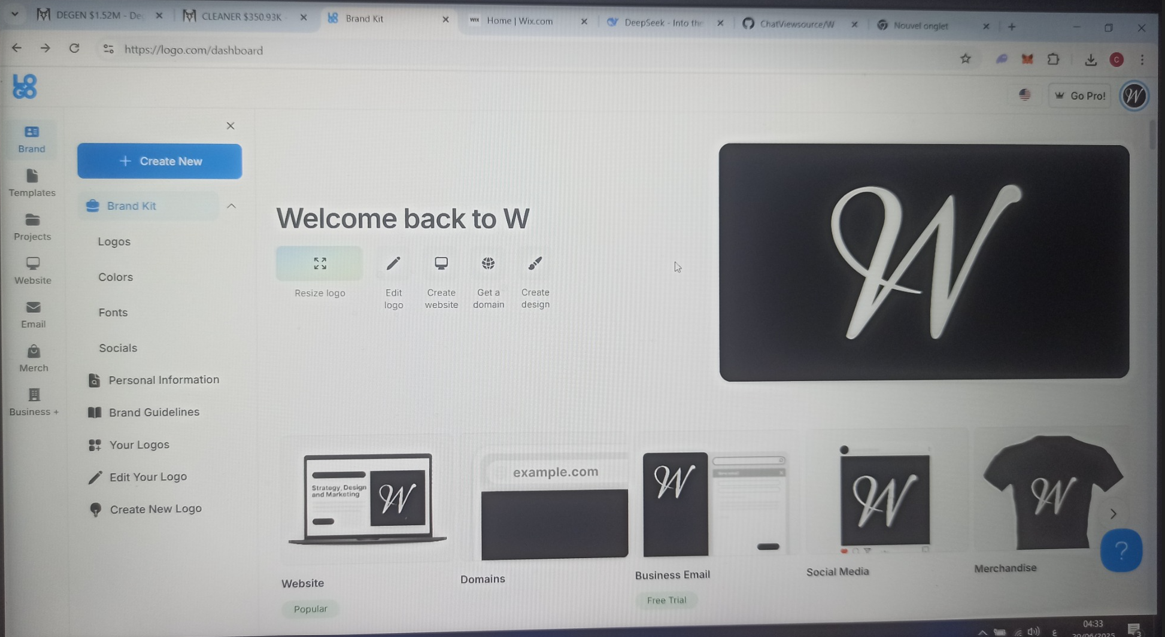 DEGEN $1.52M - De
CLEANER $350.93K -
Brand Kit
Home | Wix.com
DeepSeek - Into the
ChatViewsource/W
Nouvel onglet
https://logo.com/dashboard
C
LOGO
Go Pro!
W
Brand
Templates
Projects
Website
Email
Merch
Business +
Create New
Brand Kit
Logos
Colors
Fonts
Socials
Personal Information
Brand Guidelines
Your Logos
Edit Your Logo
Create New Logo
Welcome back to W
Resize logo
Edit
logo
Create
website
Get a
domain
Create
design
W
Strategy, Design
and Marketing
W
Website
Popular
example.com
Domains
W
Business Email
Free Trial
W
Social Media
W
Merchandise
?
04:33